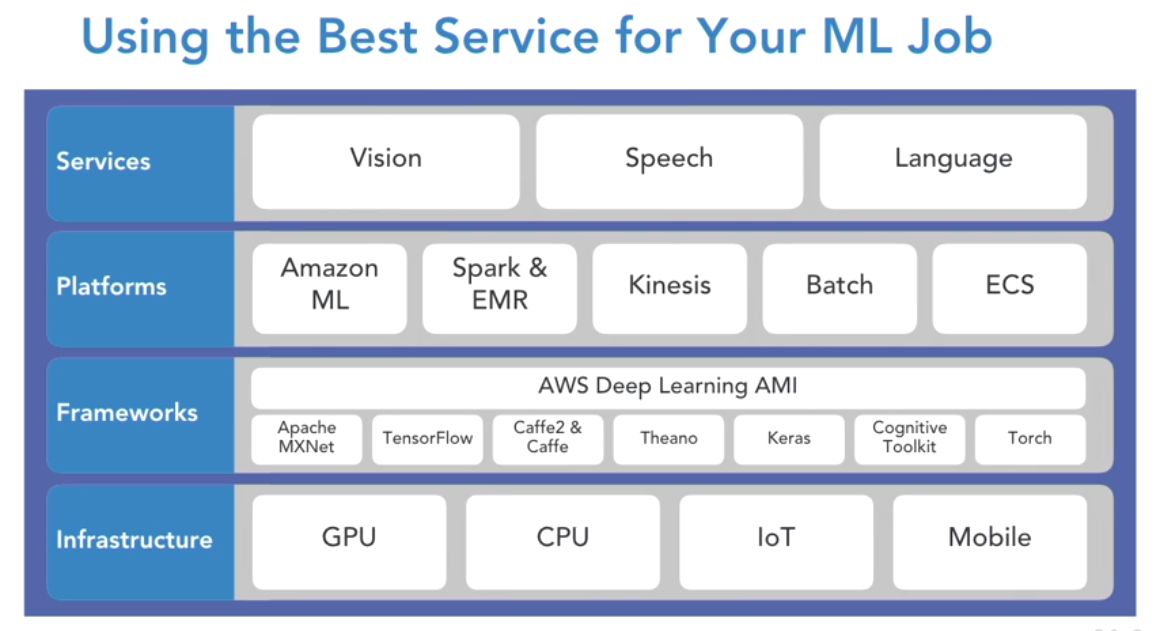 Using the Best Service for Your ML Job
Services
Vision
Speech
Language
Platforms
Amazon
ML
Spark &
EMR
Kinesis
Batch
ECS
Frameworks
AWS Deep Learning AMI
Apache
MXNet
TensorFlow
Caffe2 &
Caffe
Theano
Keras
Cognitive
Toolkit
Torch
Infrastructure
GPU
CPU
IoT
Mobile